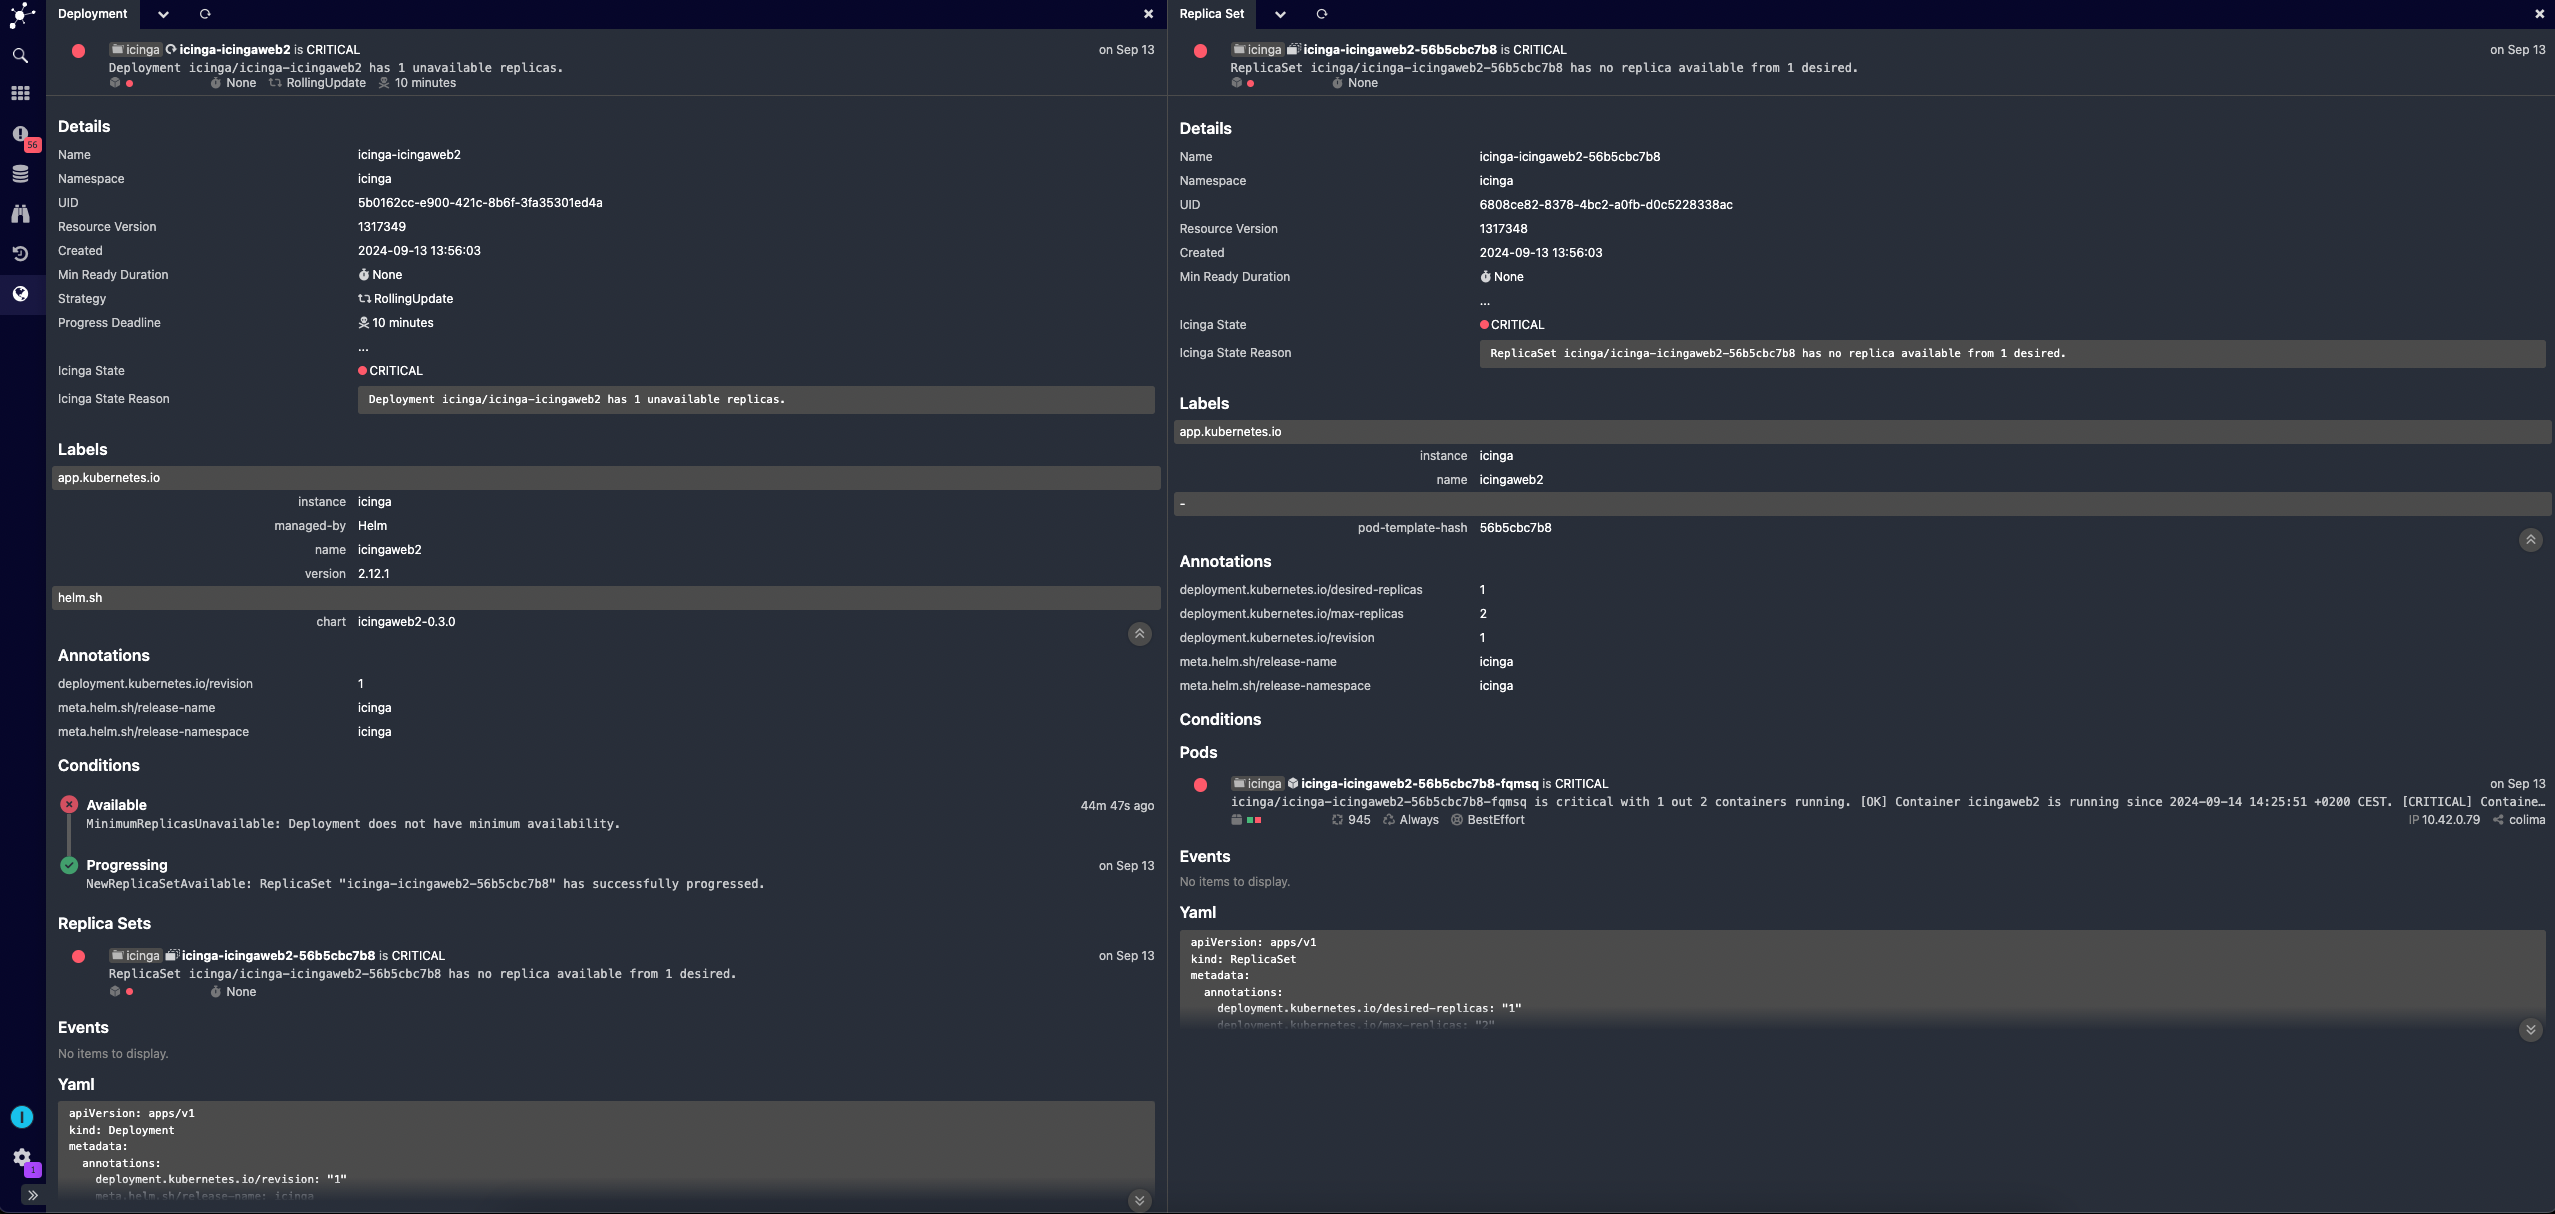 Deployment
icinga icinga-icingaweb2 is CRITICAL on Sep 13
Deployment icinga/icinga-icingaweb2 has 1 unavailable replicas.
None RollingUpdate 10 minutes
Details
Name icinga-icingaweb2
Namespace icinga
UID 5b0162cc-e900-421c-8b6f-3fa35301ed4a
Resource Version 1317349
Created 2024-09-13 13:56:03
Min Ready Duration None
Strategy RollingUpdate
Progress Deadline 10 minutes
...
Icinga State CRITICAL
Icinga State Reason Deployment icinga/icinga-icingaweb2 has 1 unavailable replicas.
Labels
app.kubernetes.io
instance icinga
managed-by Helm
name icingaweb2
version 2.12.1
helm.sh
chart icingaweb2-0.3.0
Annotations
deployment.kubernetes.io/revision 1
meta.helm.sh/release-name icinga
meta.helm.sh/release-namespace icinga
Conditions
Available 44m 47s ago
MinimumReplicasUnavailable: Deployment does not have minimum availability.
Progressing on Sep 13
NewReplicaSetAvailable: ReplicaSet "icinga-icingaweb2-56b5cbc7b8" has successfully progressed.
Replica Sets
icinga icinga-icingaweb2-56b5cbc7b8 is CRITICAL on Sep 13
ReplicaSet icinga/icinga-icingaweb2-56b5cbc7b8 has no replica available from 1 desired.
None
Events
No items to display.
Yaml
apiVersion: apps/v1
kind: Deployment
metadata:
annotations:
deployment.kubernetes.io/revision: "1"
meta.helm.sh/release-name: icinga
56
1
1
Replica Set
icinga icinga-icingaweb2-56b5cbc7b8 is CRITICAL on Sep 13
ReplicaSet icinga/icinga-icingaweb2-56b5cbc7b8 has no replica available from 1 desired.
None
Details
Name icinga-icingaweb2-56b5cbc7b8
Namespace icinga
UID 6808ce82-8378-4bc2-a0fb-d0c5228338ac
Resource Version 1317348
Created 2024-09-13 13:56:03
Min Ready Duration None
...
Icinga State CRITICAL
Icinga State Reason ReplicaSet icinga/icinga-icingaweb2-56b5cbc7b8 has no replica available from 1 desired.
Labels
app.kubernetes.io
instance icinga
name icingaweb2
-
pod-template-hash 56b5cbc7b8
Annotations
deployment.kubernetes.io/desired-replicas 1
deployment.kubernetes.io/max-replicas 2
deployment.kubernetes.io/revision 1
meta.helm.sh/release-name icinga
meta.helm.sh/release-namespace icinga
Conditions
Pods
icinga icinga-icingaweb2-56b5cbc7b8-fqmsq is CRITICAL on Sep 13
icinga/icinga-icingaweb2-56b5cbc7b8-fqmsq is critical with 1 out 2 containers running. [OK] Container icingaweb2 is running since 2024-09-14 14:25:51 +0200 CEST. [CRITICAL] Containe…
945 Always BestEffort IP 10.42.0.79 colima
Events
No items to display.
Yaml
apiVersion: apps/v1
kind: ReplicaSet
metadata:
annotations:
deployment.kubernetes.io/desired-replicas: "1"
deployment.kubernetes.io/max-replicas: "2"